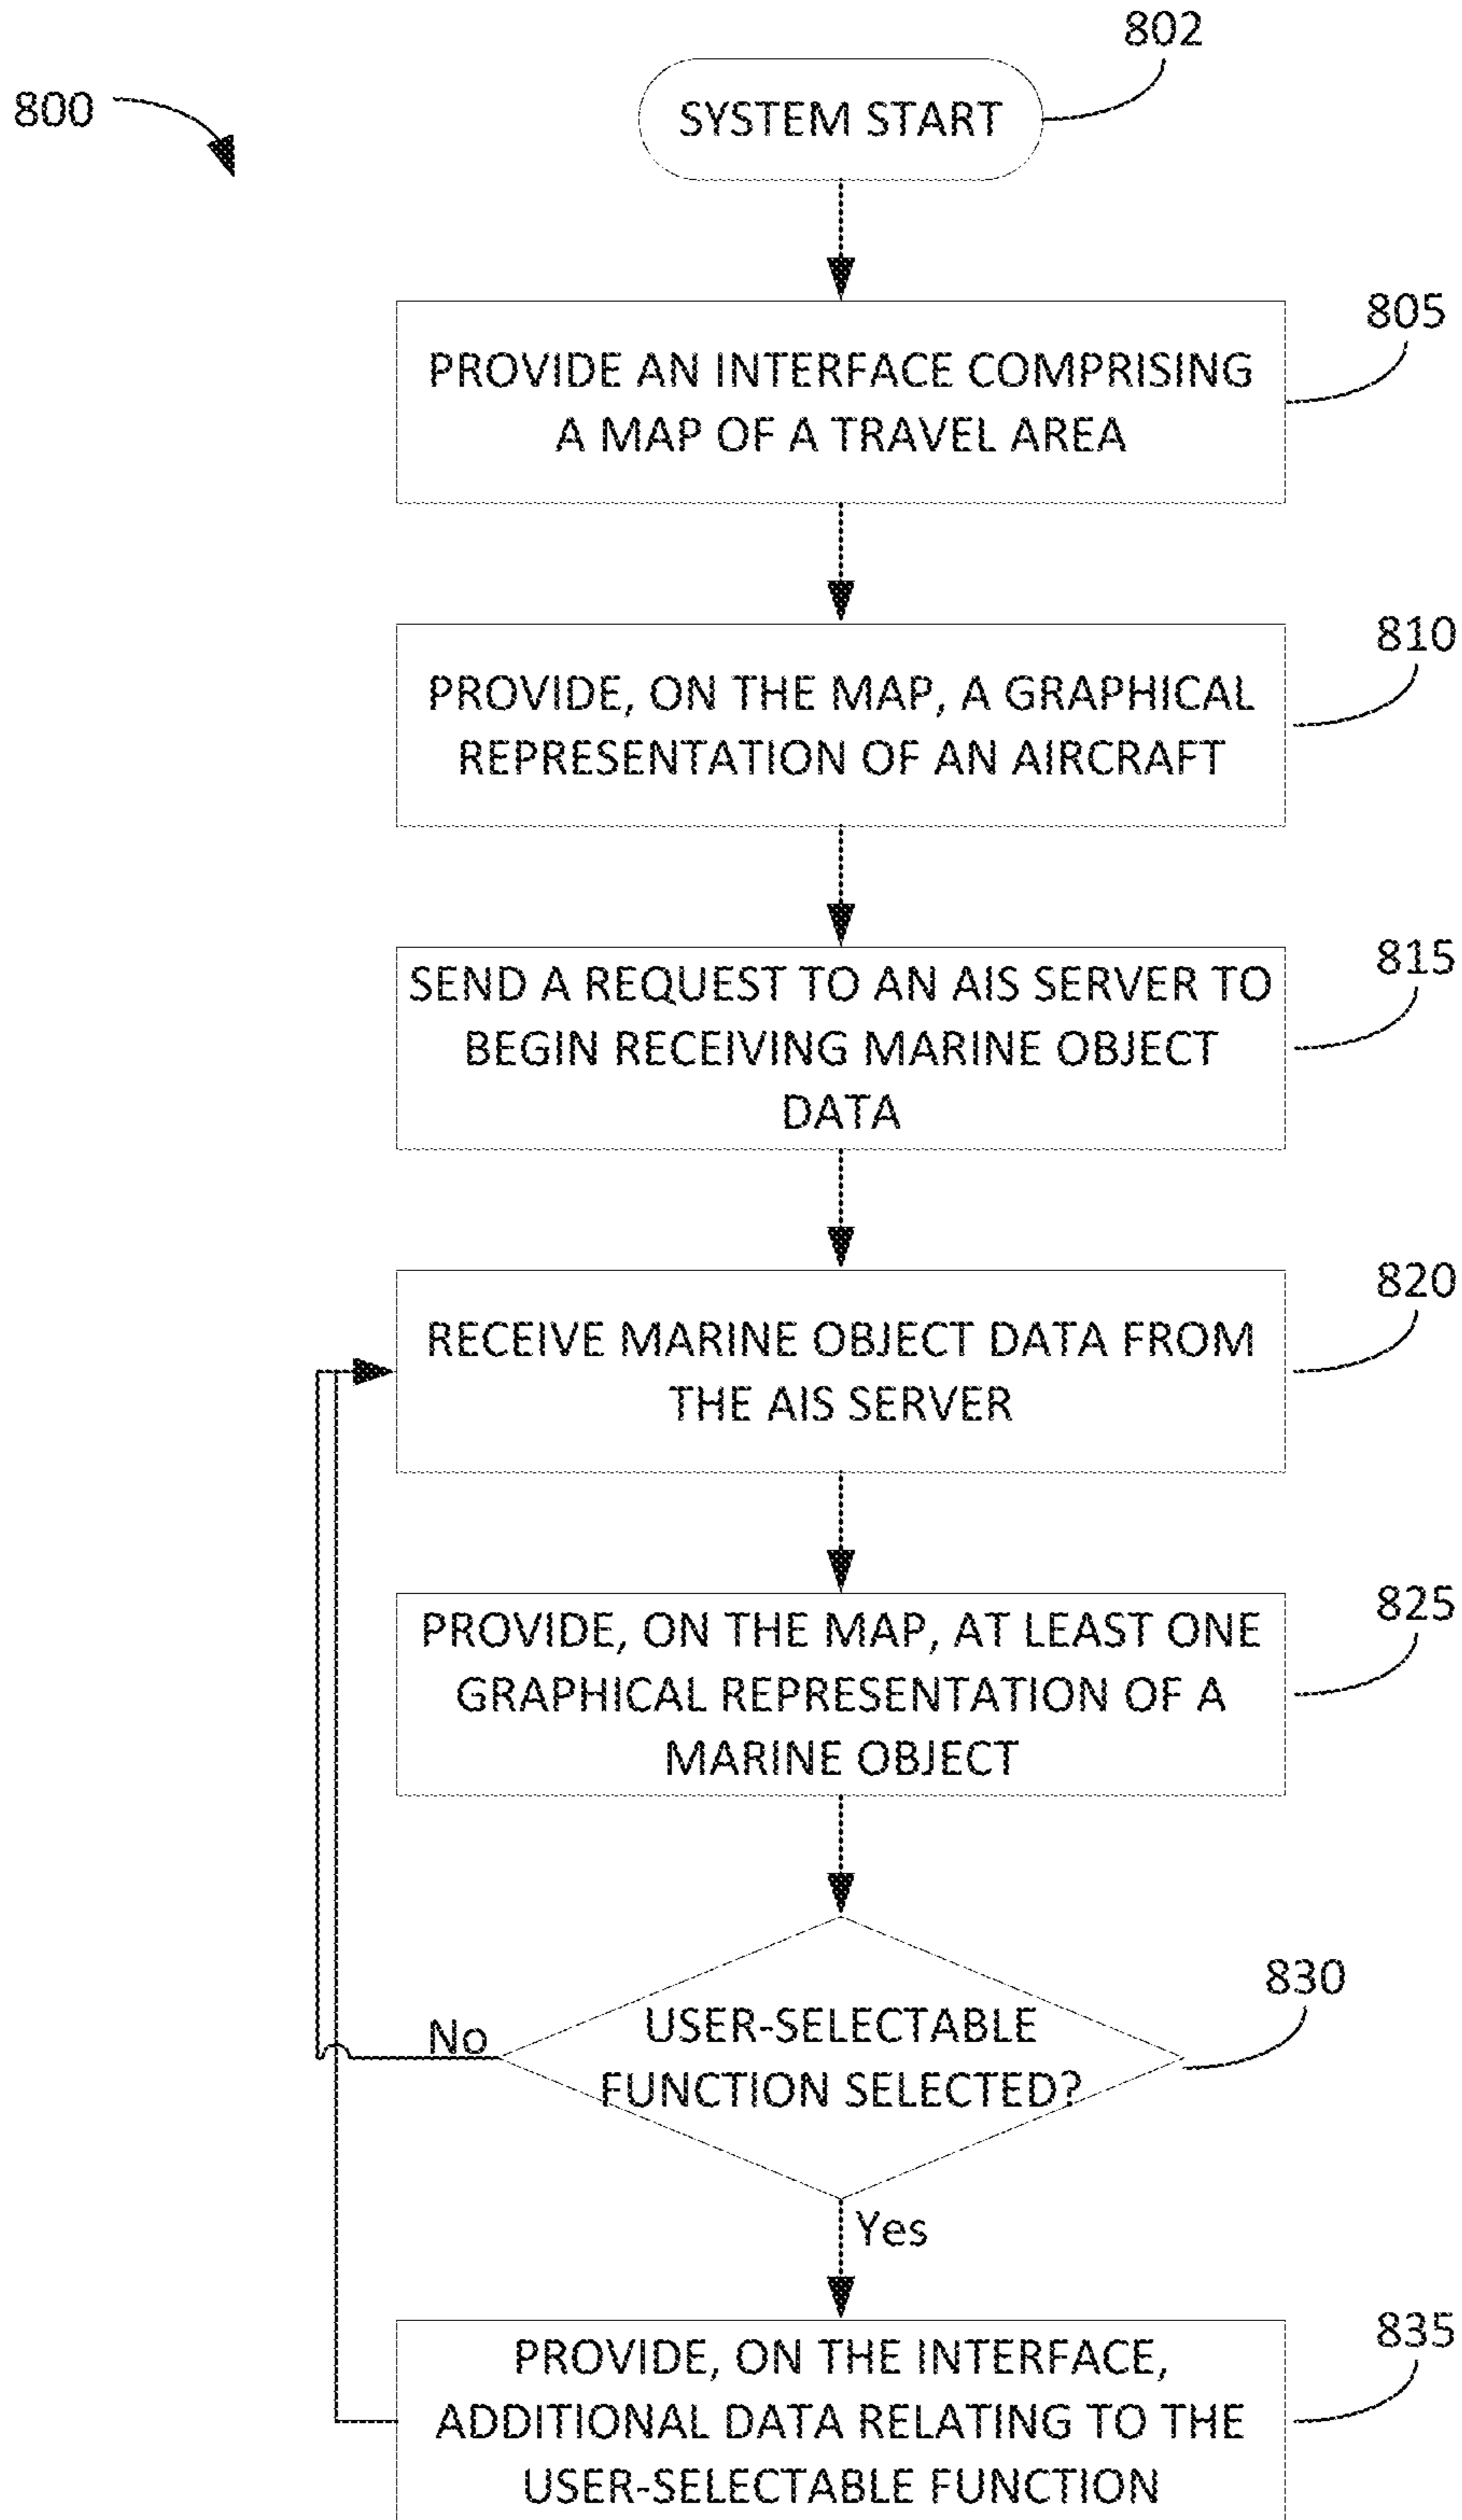 802
800
SYSTEM START
805
PROVIDE AN INTERFACE COMPRISING
A MAP OF A TRAVEL AREA
810
PROVIDE, ON THE MAP, A GRAPHICAL
REPRESENTATION OF AN AIRCRAFT
815
SEND A REQUEST TO AN AIS SERVER TO
BEGIN RECEIVING MARINE OBJECT
DATA
820
RECEIVE MARINE OBJECT DATA FROM
THE AIS SERVER
825
PROVIDE, ON THE MAP, AT LEAST ONE
GRAPHICAL REPRESENTATION OF A
MARINE OBJECT
830
No
USER-SELECTABLE
FUNCTION SELECTED?
Yes
835
PROVIDE, ON THE INTERFACE,
ADDITIONAL DATA RELATING TO THE
USER-SELECTABLE FUNCTION